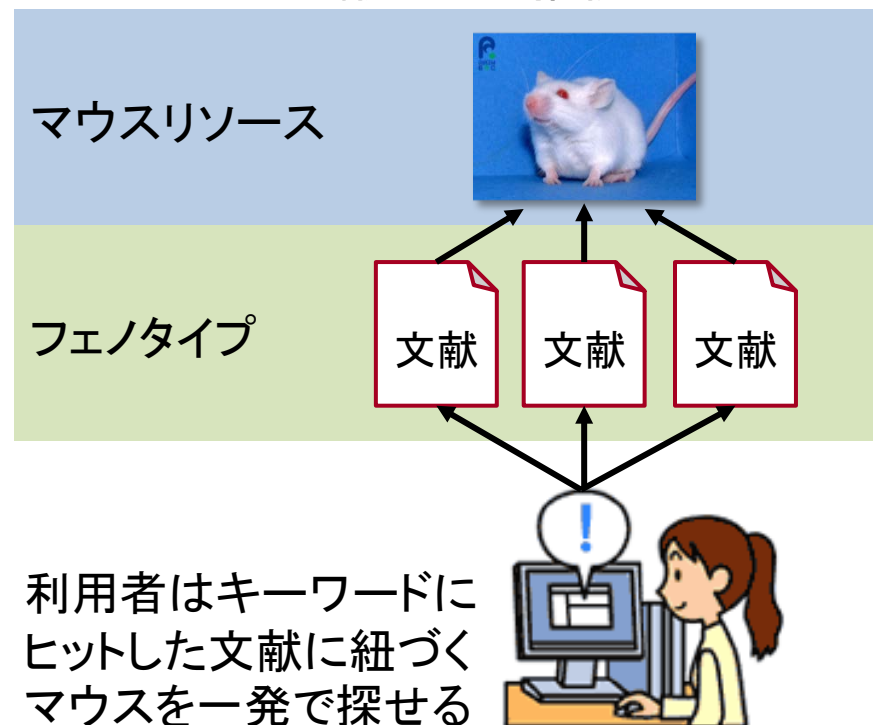 マウスリソース
フェノタイプ
文献 文献 文献
!
利用者はキーワードに
ヒットした文献に紐づく
マウスを一発で探せる